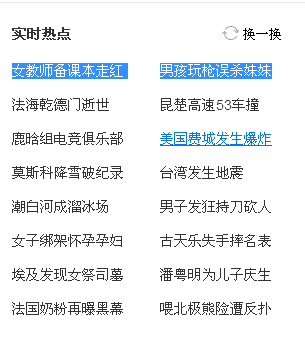 实时热点 换一换
女教师备课本走红 男孩玩枪误杀妹妹
法海乾德门逝世 昆楚高速53车撞
鹿晗组电竞俱乐部 美国费城发生爆炸
莫斯科降雪破纪录 台湾发生地震
潮白河成溜冰场 男子发狂持刀砍人
女子绑架怀孕孕妇 古天乐失手摔名表
埃及发现女祭司墓 潘粤明为儿子庆生
法国奶粉再曝黑幕 喂北极熊险遭反扑